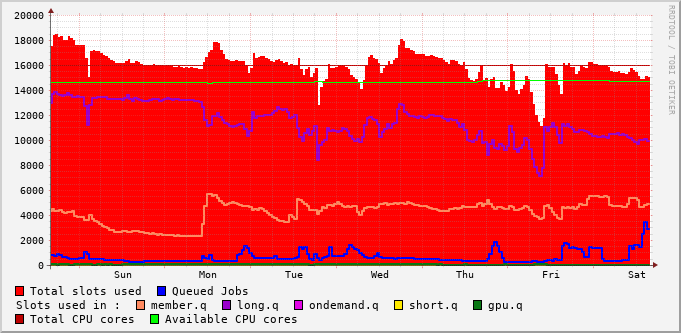 20000
18000
16000
14000
12000
10000
8000
6000
4000
2000
0
Sun Mon Tue Wed Thu Fri Sat
RRDTOOL / TOBI OETIKER
Total slots used Queued Jobs
Slots used in : member.q long.q ondemand.q short.q gpu.q
Total CPU cores Available CPU cores